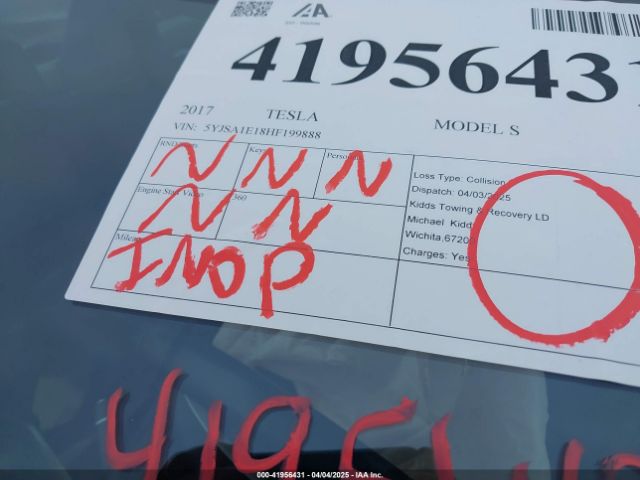 IAA
41956431
2017 TESLA MODEL S
VIN: 5YJSA1E18HF199888
N N N
Engine Start Video 360
N N
INOP
Loss Type: Collision
Dispatch: 04/03/2025
Kidds Towing & Recovery LD
Michael Kidd
Wichita,6720
Charges: Yes
000-41956431 - 04/04/2025 - IAA Inc.